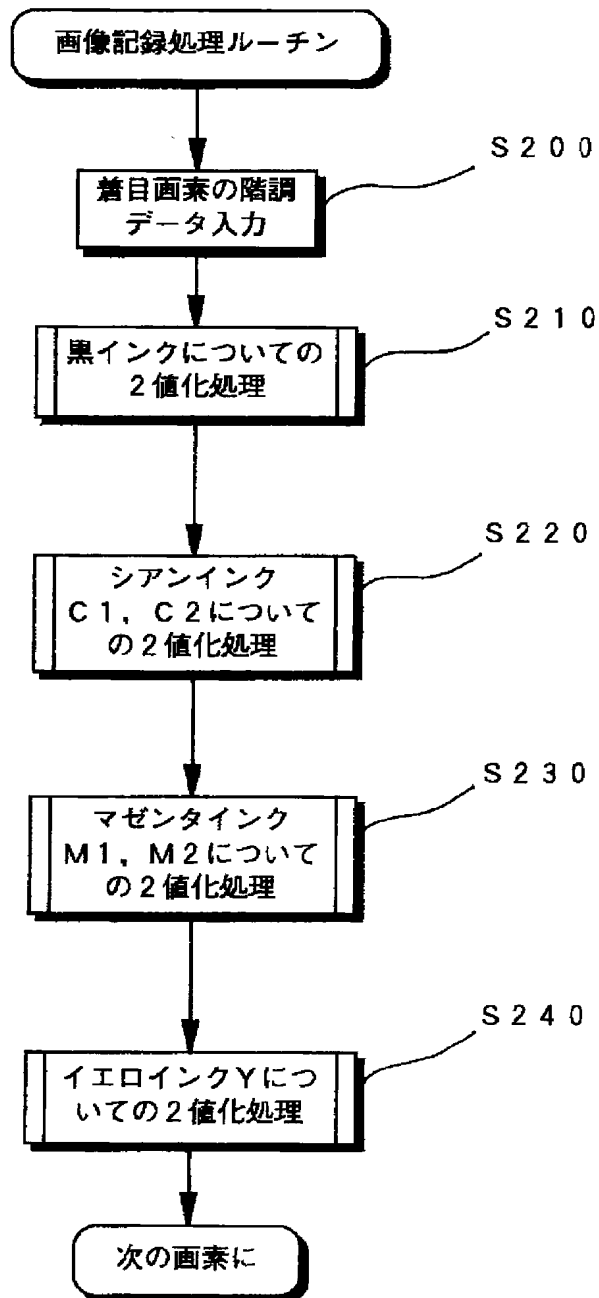 画像記録処理ルーチン
S200
着目画素の階調
データ入力
S210
黒インクについての
2値化処理
S220
シアンインク
C1，C2について
の2値化処理
S230
マゼンタインク
M1，M2について
の2値化処理
S240
イエロインクYにつ
いての2値化処理
次の画素に